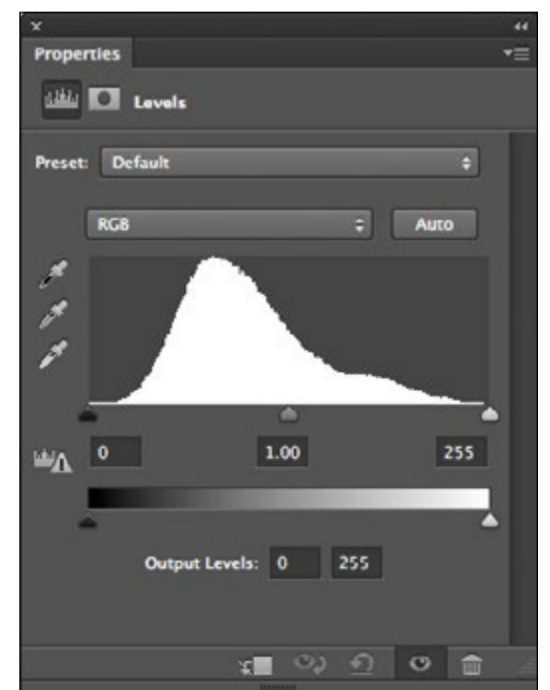 Properties
Levels
Preset: Default
RGB Auto
0 1.00 255
Output Levels: 0 255